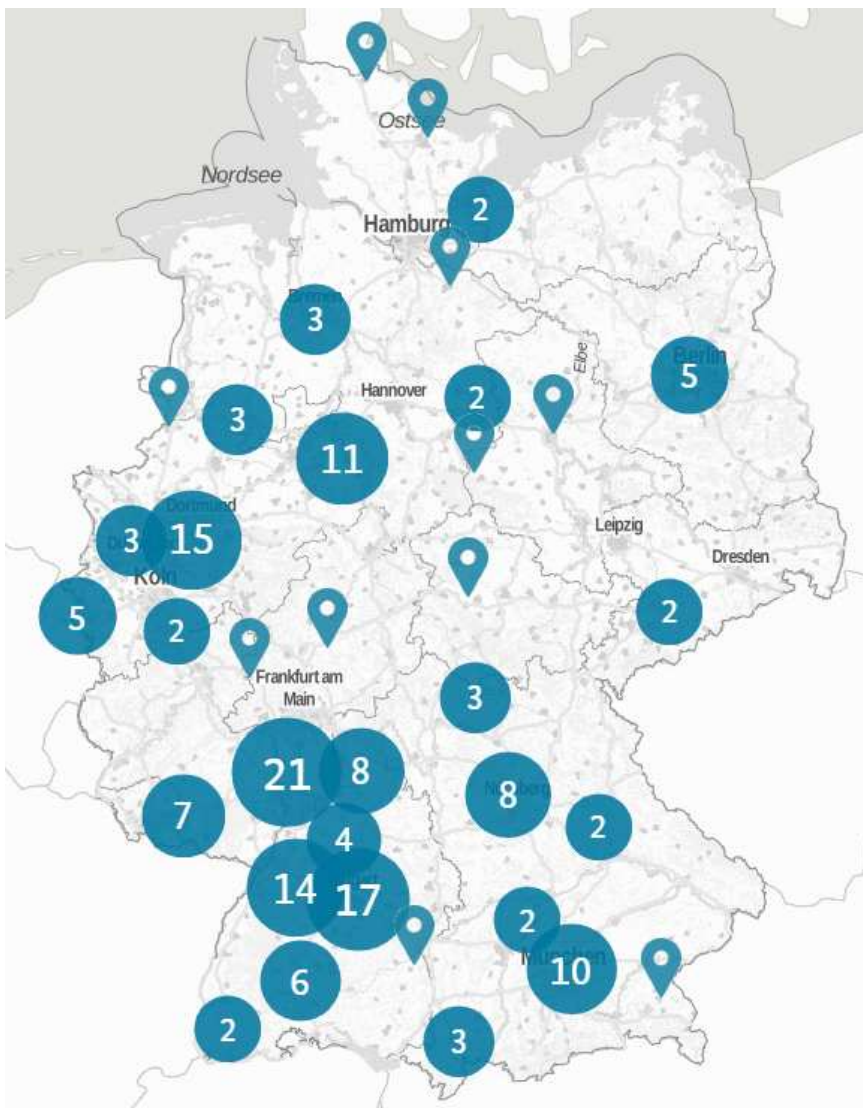 Ostsee
Nordsee
2
Hamburg
Bremen
3
Elbe
Berlin
5
Hannover
2
3
11
Dortmund
3
15
Leipzig
Köln
Dresden
5
2
2
Frankfurt am
Main
3
21
8
Nürnberg
8
7
2
4
14
17
2
München
10
6
2
3